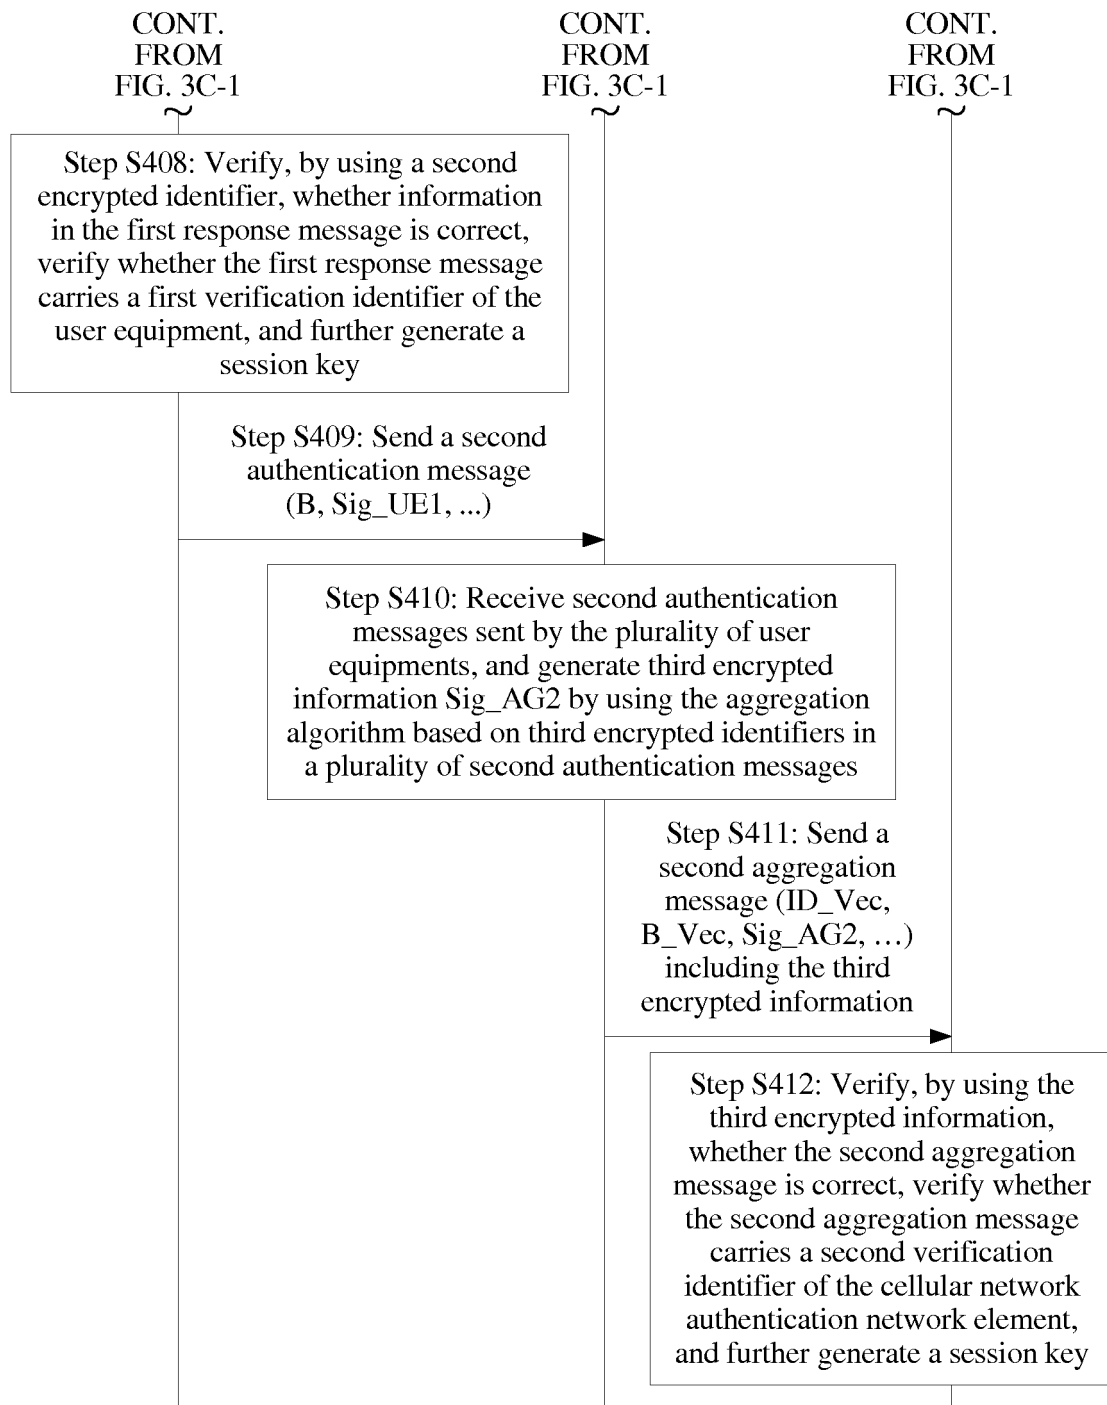 CONT.
FROM
FIG. 3C-1
CONT.
FROM
FIG. 3C-1
CONT.
FROM
FIG. 3C-1
Step S408: Verify, by using a second
encrypted identifier, whether information
in the first response message is correct,
verify whether the first response message
carries a first verification identifier of the
user equipment, and further generate a
session key
Step S409: Send a second
authentication message
(B, Sig_UE1, ...)
Step S410: Receive second authentication
messages sent by the plurality of user
equipments, and generate third encrypted
information Sig_AG2 by using the aggregation
algorithm based on third encrypted identifiers in
a plurality of second authentication messages
Step S411: Send a
second aggregation
message (ID_Vec,
B_Vec, Sig_AG2, …)
including the third
encrypted information
Step S412: Verify, by using the
third encrypted information,
whether the second aggregation
message is correct, verify whether
the second aggregation message
carries a second verification
identifier of the cellular network
authentication network element,
and further generate a session key